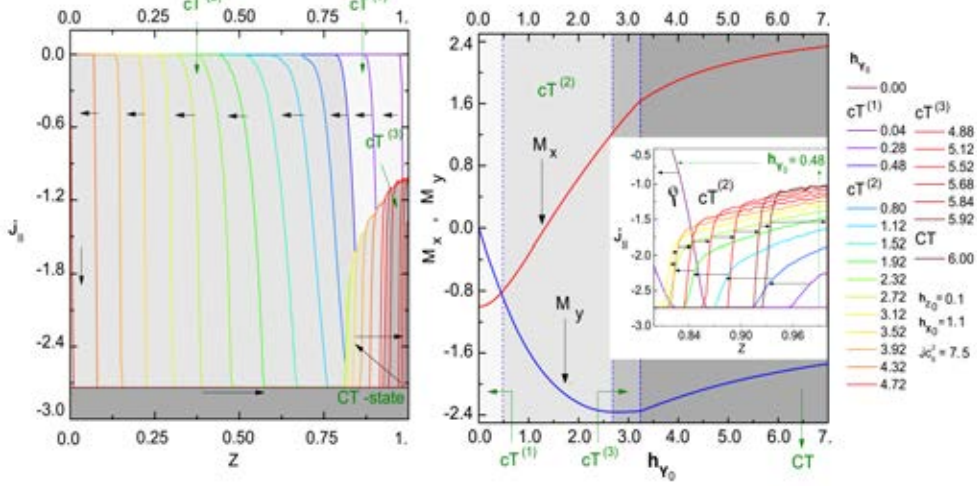 cT(2)
0.0 0.25 0.50 0.75 1.
0.0
-0.6
-1.2
-1.8
-2.4
-3.0
cT(3)
CT -state
0.0 0.25 0.50 0.75 1.
Z
0.0 1.0 2.0 3.0 4.0 5.0 6.0 7.
2.4
1.6
0.8
0.0
-0.8
-1.6
-2.4
Mx, My
cT(2)
Mx
My
hY0 = 0.48
cT(2)
φ
-1.0
-1.5
-2.0
-2.5
-3.0
0.84 0.90 0.96
Z
0.0 1.0 2.0 3.0 4.0 5.0 6.0 7.
cT(1) cT(3) hY0 CT
hY0
0.00
cT(1)
0.04
0.28
0.48
cT(2)
0.80
1.12
1.52
1.92
2.32
2.72
3.12
3.52
3.92
4.32
4.72
cT(3)
4.88
5.12
5.52
5.68
5.84
5.92
CT
6.00
hz0 = 0.1
hx0 = 1.1
= 7.5